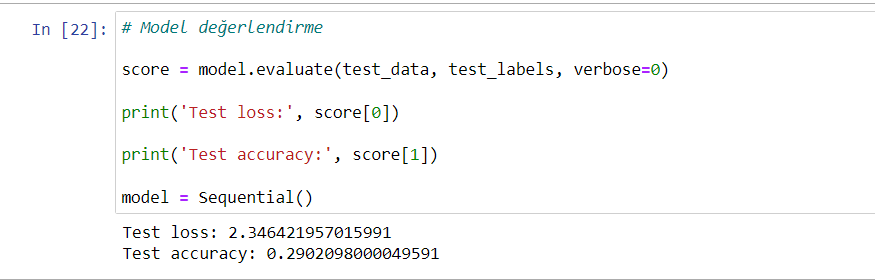 In [22]: # Model değerlendirme
score = model.evaluate(test_data, test_labels, verbose=0)
print('Test loss:', score[0])
print('Test accuracy:', score[1])
model = Sequential()
Test loss: 2.346421957015991
Test accuracy: 0.2902098000049591